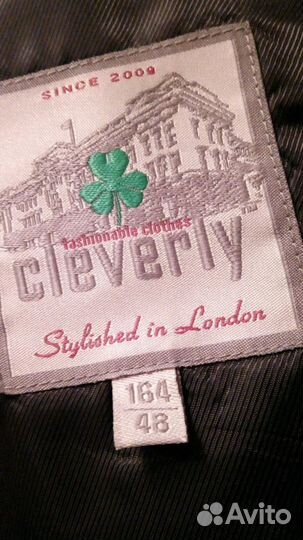 SINCE 2009
fashionable clothes
cleverly
Stylished in London
164
48
Avito